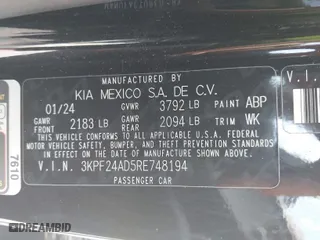 MANUFACTURED BY
KIA MEXICO S.A. DE C.V.
01/24 GVWR 3792 LB PAINT ABP
GAWR FRONT 2183 LB GAWR REAR 2094 LB TRIM WK
THIS VEHICLE CONFORMS TO ALL APPLICABLE
FEDERAL MOTOR VEHICLE SAFETY,
BUMPER, AND THEFT PREVENTION STANDARDS IN
EFFECT ON THE DATE OF MANUFACTURE SHOWN ABOVE.
V.I.N. 3KPF24AD5RE748194
PASSENGER CAR
7610
V.I.N.